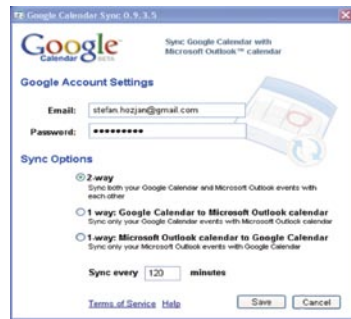 Google Calendar Sync 0.9.3.5
Google
Calendar BETA
Sync Google Calendar with
Microsoft Outlook™ calendar
Google Account Settings
Email: stefan.hozjan@gmail.com
Password: •••••••••
Sync Options
2-way
Sync both your Google Calendar and Microsoft Outlook events with
each other
1-way: Google Calendar to Microsoft Outlook calendar
Sync only your Google Calendar events with Microsoft Outlook calendar
1-way: Microsoft Outlook calendar to Google Calendar
Sync only your Microsoft Outlook events with Google Calendar
Sync every 120 minutes
Terms of Service Help Save Cancel